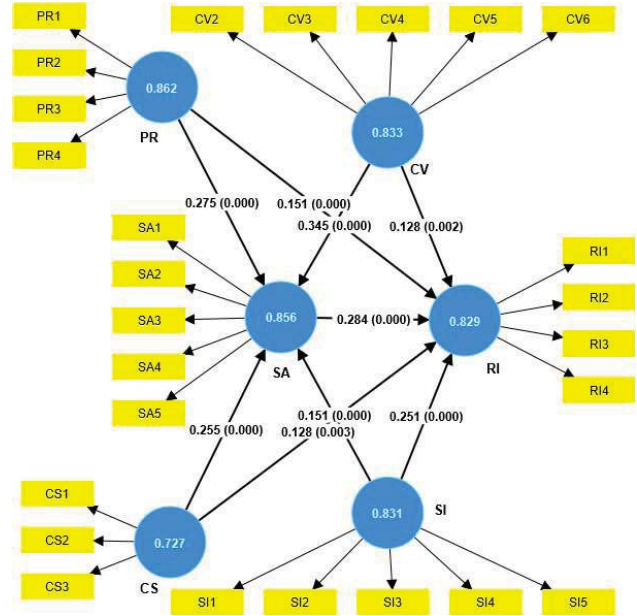 PR1
CV2
CV3
CV4
CV5
CV6
PR2
PR3
PR4
0.862
PR
0.833
CV
0.275 (0.000)
0.151 (0.000)
0.345 (0.000)
0.128 (0.002)
SA1
SA2
SA3
SA4
SA5
0.856
SA
0.284 (0.000)
0.829
RI
RI1
RI2
RI3
RI4
0.255 (0.000)
0.151 (0.000)
0.128 (0.003)
0.251 (0.000)
CS1
CS2
CS3
0.727
CS
0.831
SI
SI1
SI2
SI3
SI4
SI5